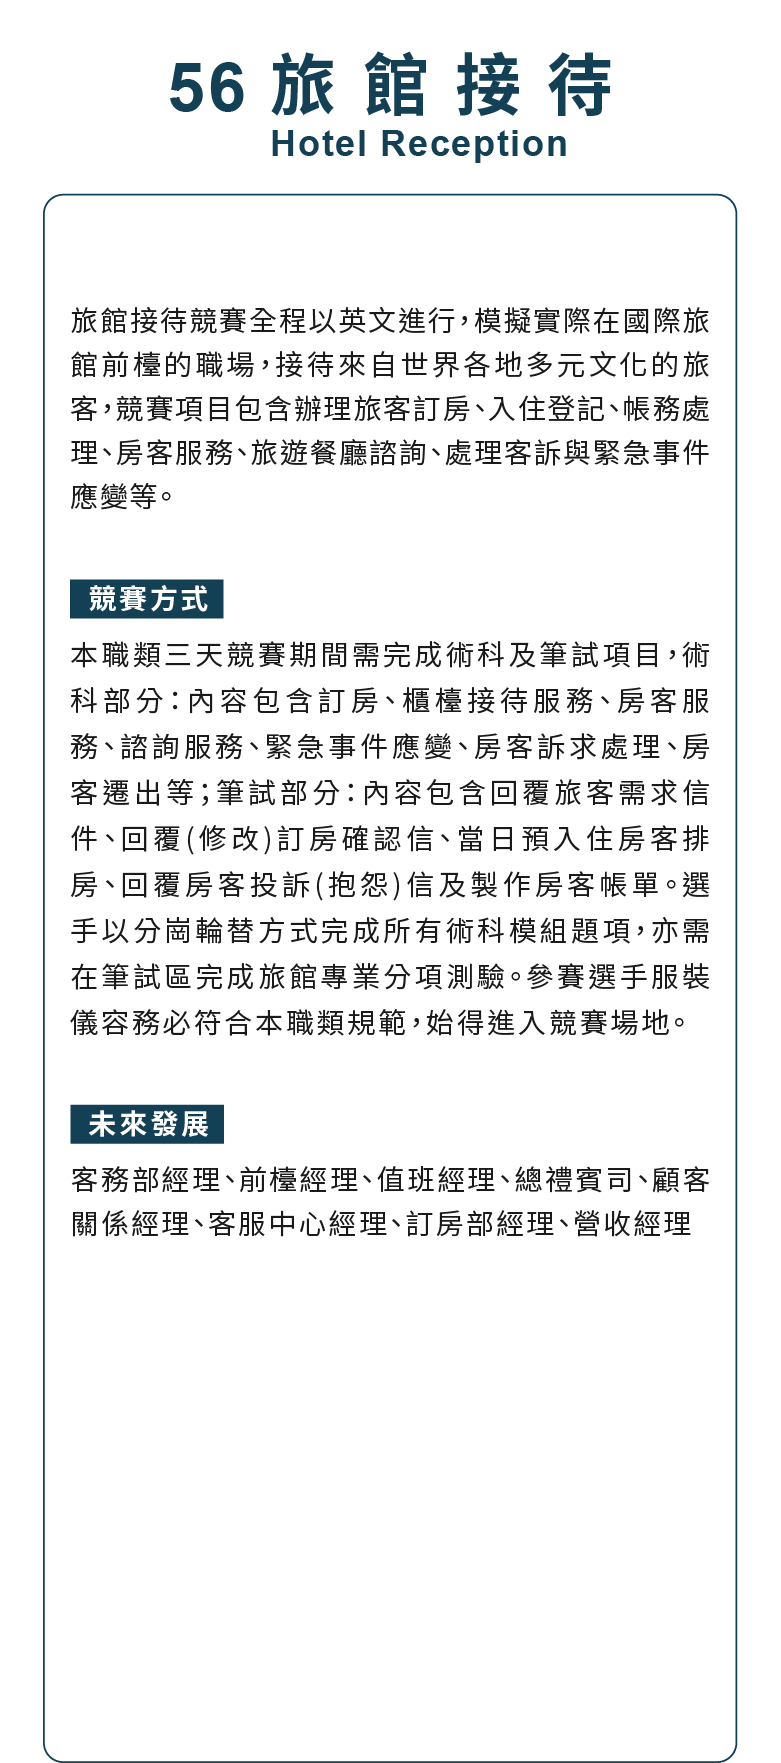 56 旅館接待
Hotel Reception
旅館接待競賽全程以英文進行，模擬實際在國際旅
館前檯的職場，接待來自世界各地多元文化的旅
客，競賽項目包含辦理旅客訂房、入住登記、帳務處
理、房客服務、旅遊餐廳諮詢、處理客訴與緊急事件
應變等。
競賽方式
本職類三天競賽期間需完成術科及筆試項目，術
科部分：內容包含訂房、櫃檯接待服務、房客服
務、諮詢服務、緊急事件應變、房客訴求處理、房
客遷出等；筆試部分：內容包含回覆旅客需求信
件、回覆(修改)訂房確認信、當日預入住房客排
房、回覆房客投訴(抱怨)信及製作房客帳單。選
手以分崗輪替方式完成所有術科模組題項，亦需
在筆試區完成旅館專業分項測驗。參賽選手服裝
儀容務必符合本職類規範，始得進入競賽場地。
未來發展
客務部經理、前檯經理、值班經理、總禮賓司、顧客
關係經理、客服中心經理、訂房部經理、營收經理